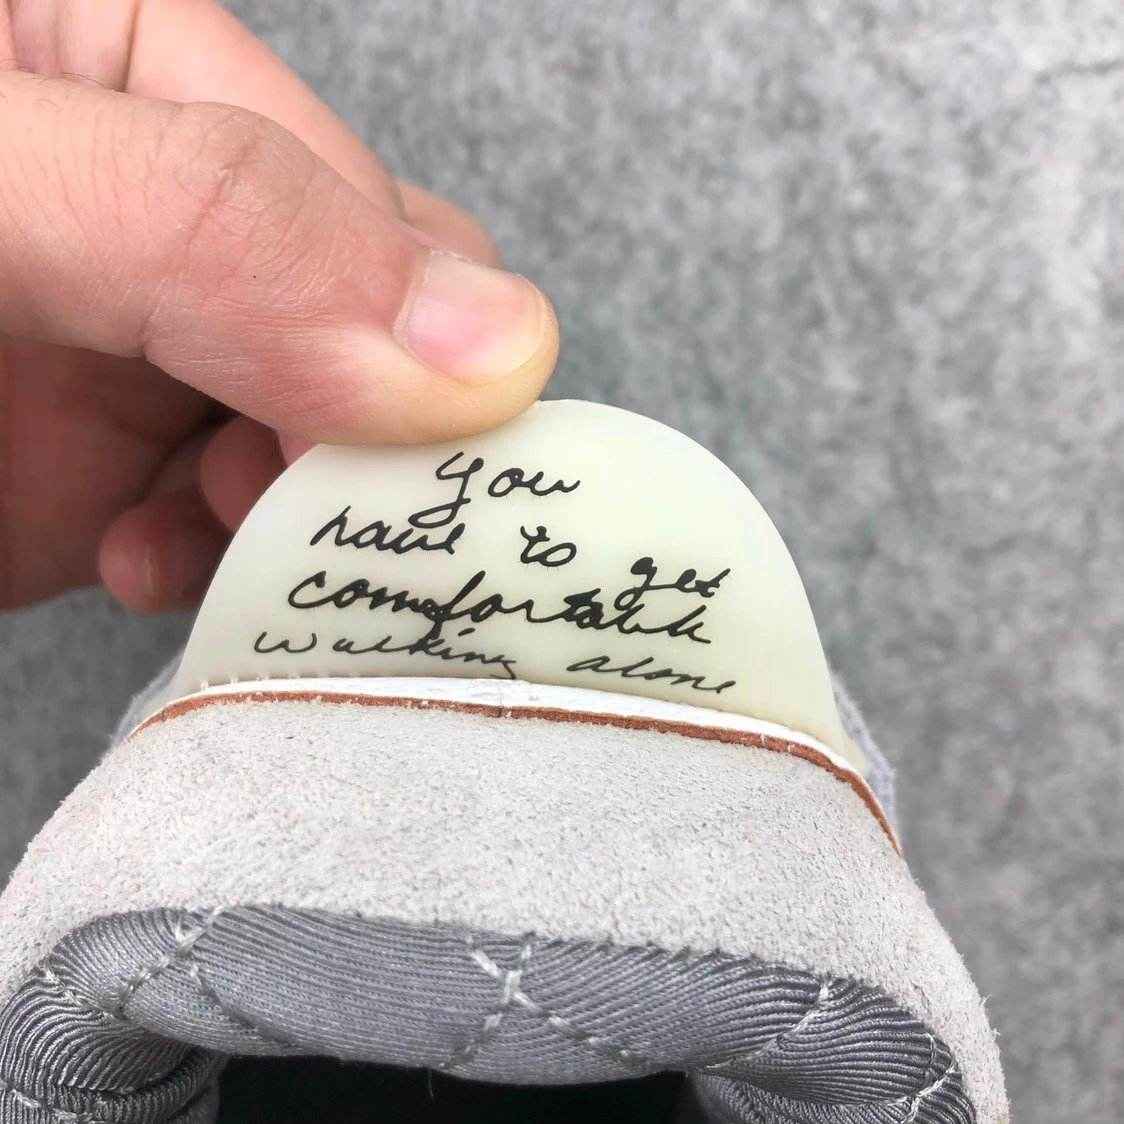 you
have to get
comfortable
walking alone